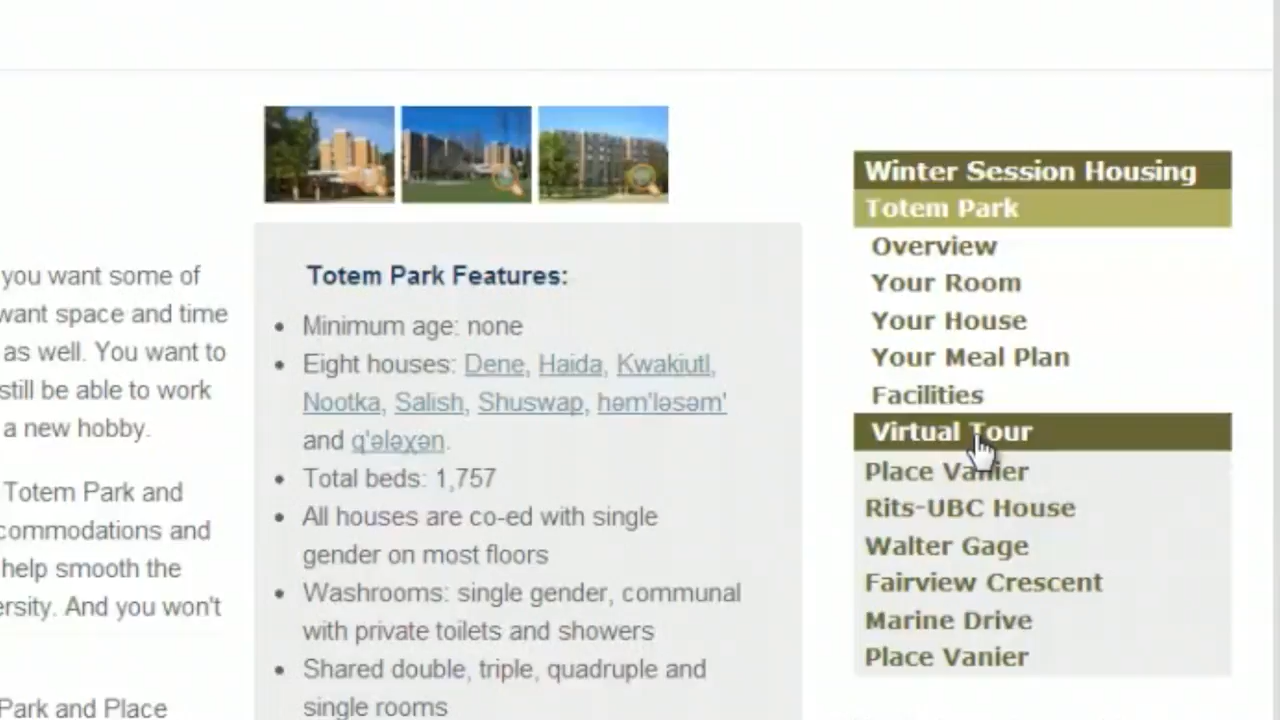 you want some of
want space and time
as well. You want to
still be able to work
a new hobby.
Totem Park and
commodations and
help smooth the
ersity. And you won't
Park and Place
Totem Park Features:
• Minimum age: none
• Eight houses: Dene, Haida, Kwakiutl,
Nootka, Salish, Shuswap, həm'ləsəm'
and q'ələχən.
• Total beds: 1,757
• All houses are co-ed with single
gender on most floors
• Washrooms: single gender, communal
with private toilets and showers
• Shared double, triple, quadruple and
single rooms
Winter Session Housing
Totem Park
Overview
Your Room
Your House
Your Meal Plan
Facilities
Virtual Tour
Place Vanier
Rits-UBC House
Walter Gage
Fairview Crescent
Marine Drive
Place Vanier